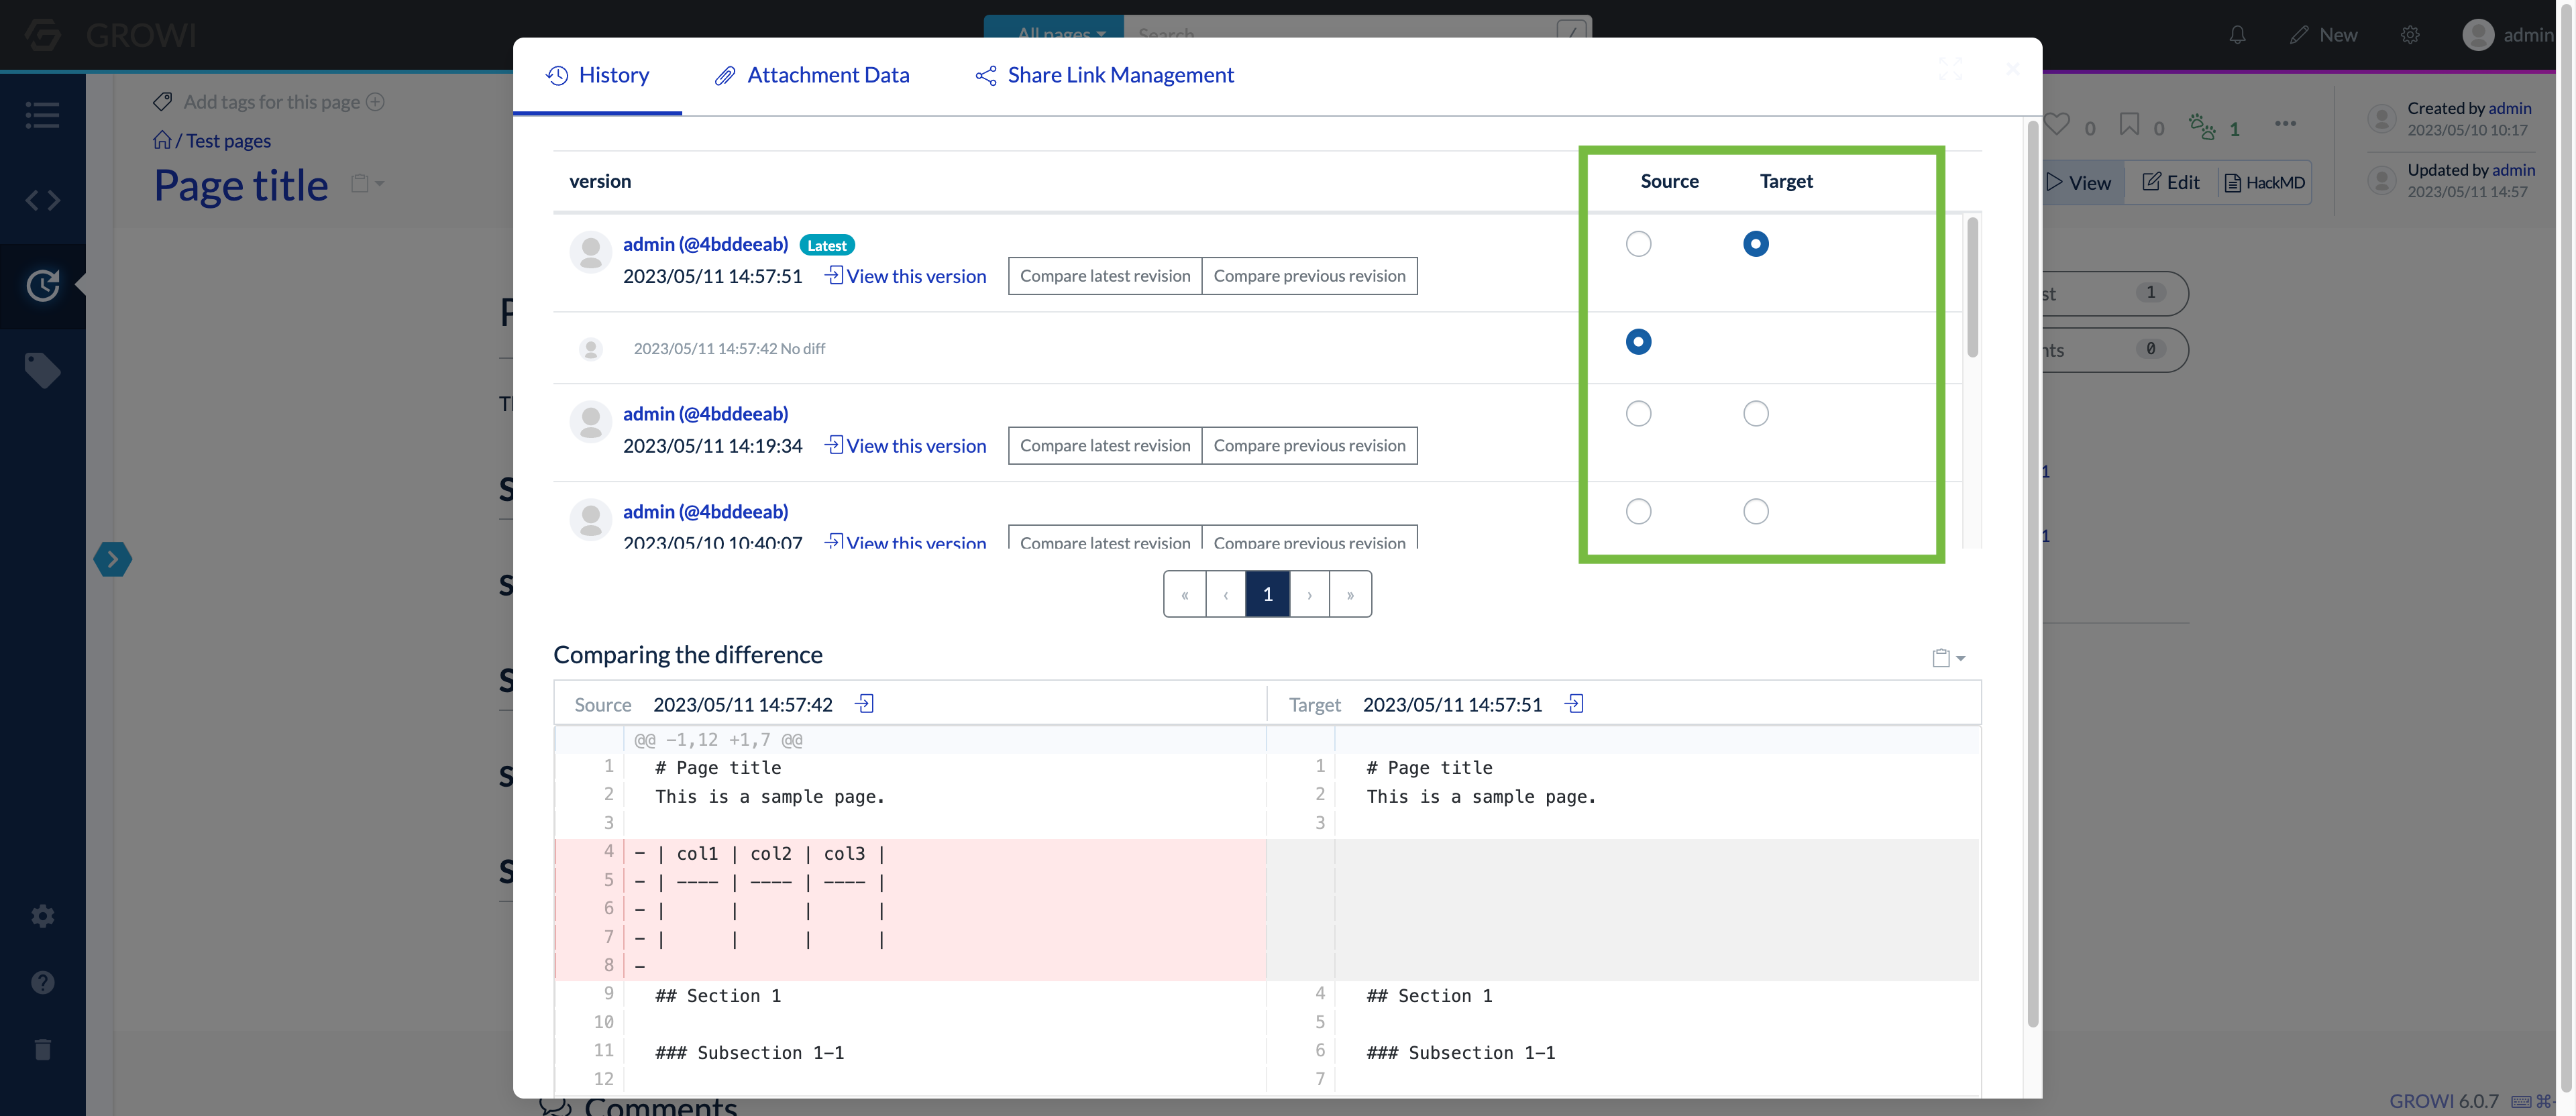 GROWI
All pages
Search
/
New
admin
Add tags for this page
/ Test pages
Page title
0
0
1
Created by admin
2023/05/10 10:17
Updated by admin
2023/05/11 14:57
View
Edit
HackMD
History
Attachment Data
Share Link Management
version
Source
Target
admin (@4bddeeab)
Latest
2023/05/11 14:57:51
View this version
Compare latest revision
Compare previous revision
2023/05/11 14:57:42 No diff
admin (@4bddeeab)
2023/05/11 14:19:34
View this version
Compare latest revision
Compare previous revision
admin (@4bddeeab)
2023/05/10 10:40:07
View this version
Compare latest revision
Compare previous revision
1
0
« ‹ 1 › »
Comparing the difference
Source 2023/05/11 14:57:42
Target 2023/05/11 14:57:51
@@ -1,12 +1,7 @@
1 # Page title
1 # Page title
2 This is a sample page.
2 This is a sample page.
3
3
4 - | col1 | col2 | col3 |
5 - | ---- | ---- | ---- |
6 - |      |      |      |
7 - |      |      |      |
8 -
9 ## Section 1
4 ## Section 1
10
5
11 ### Subsection 1-1
6 ### Subsection 1-1
12
7
Comments
GROWI 6.0.7